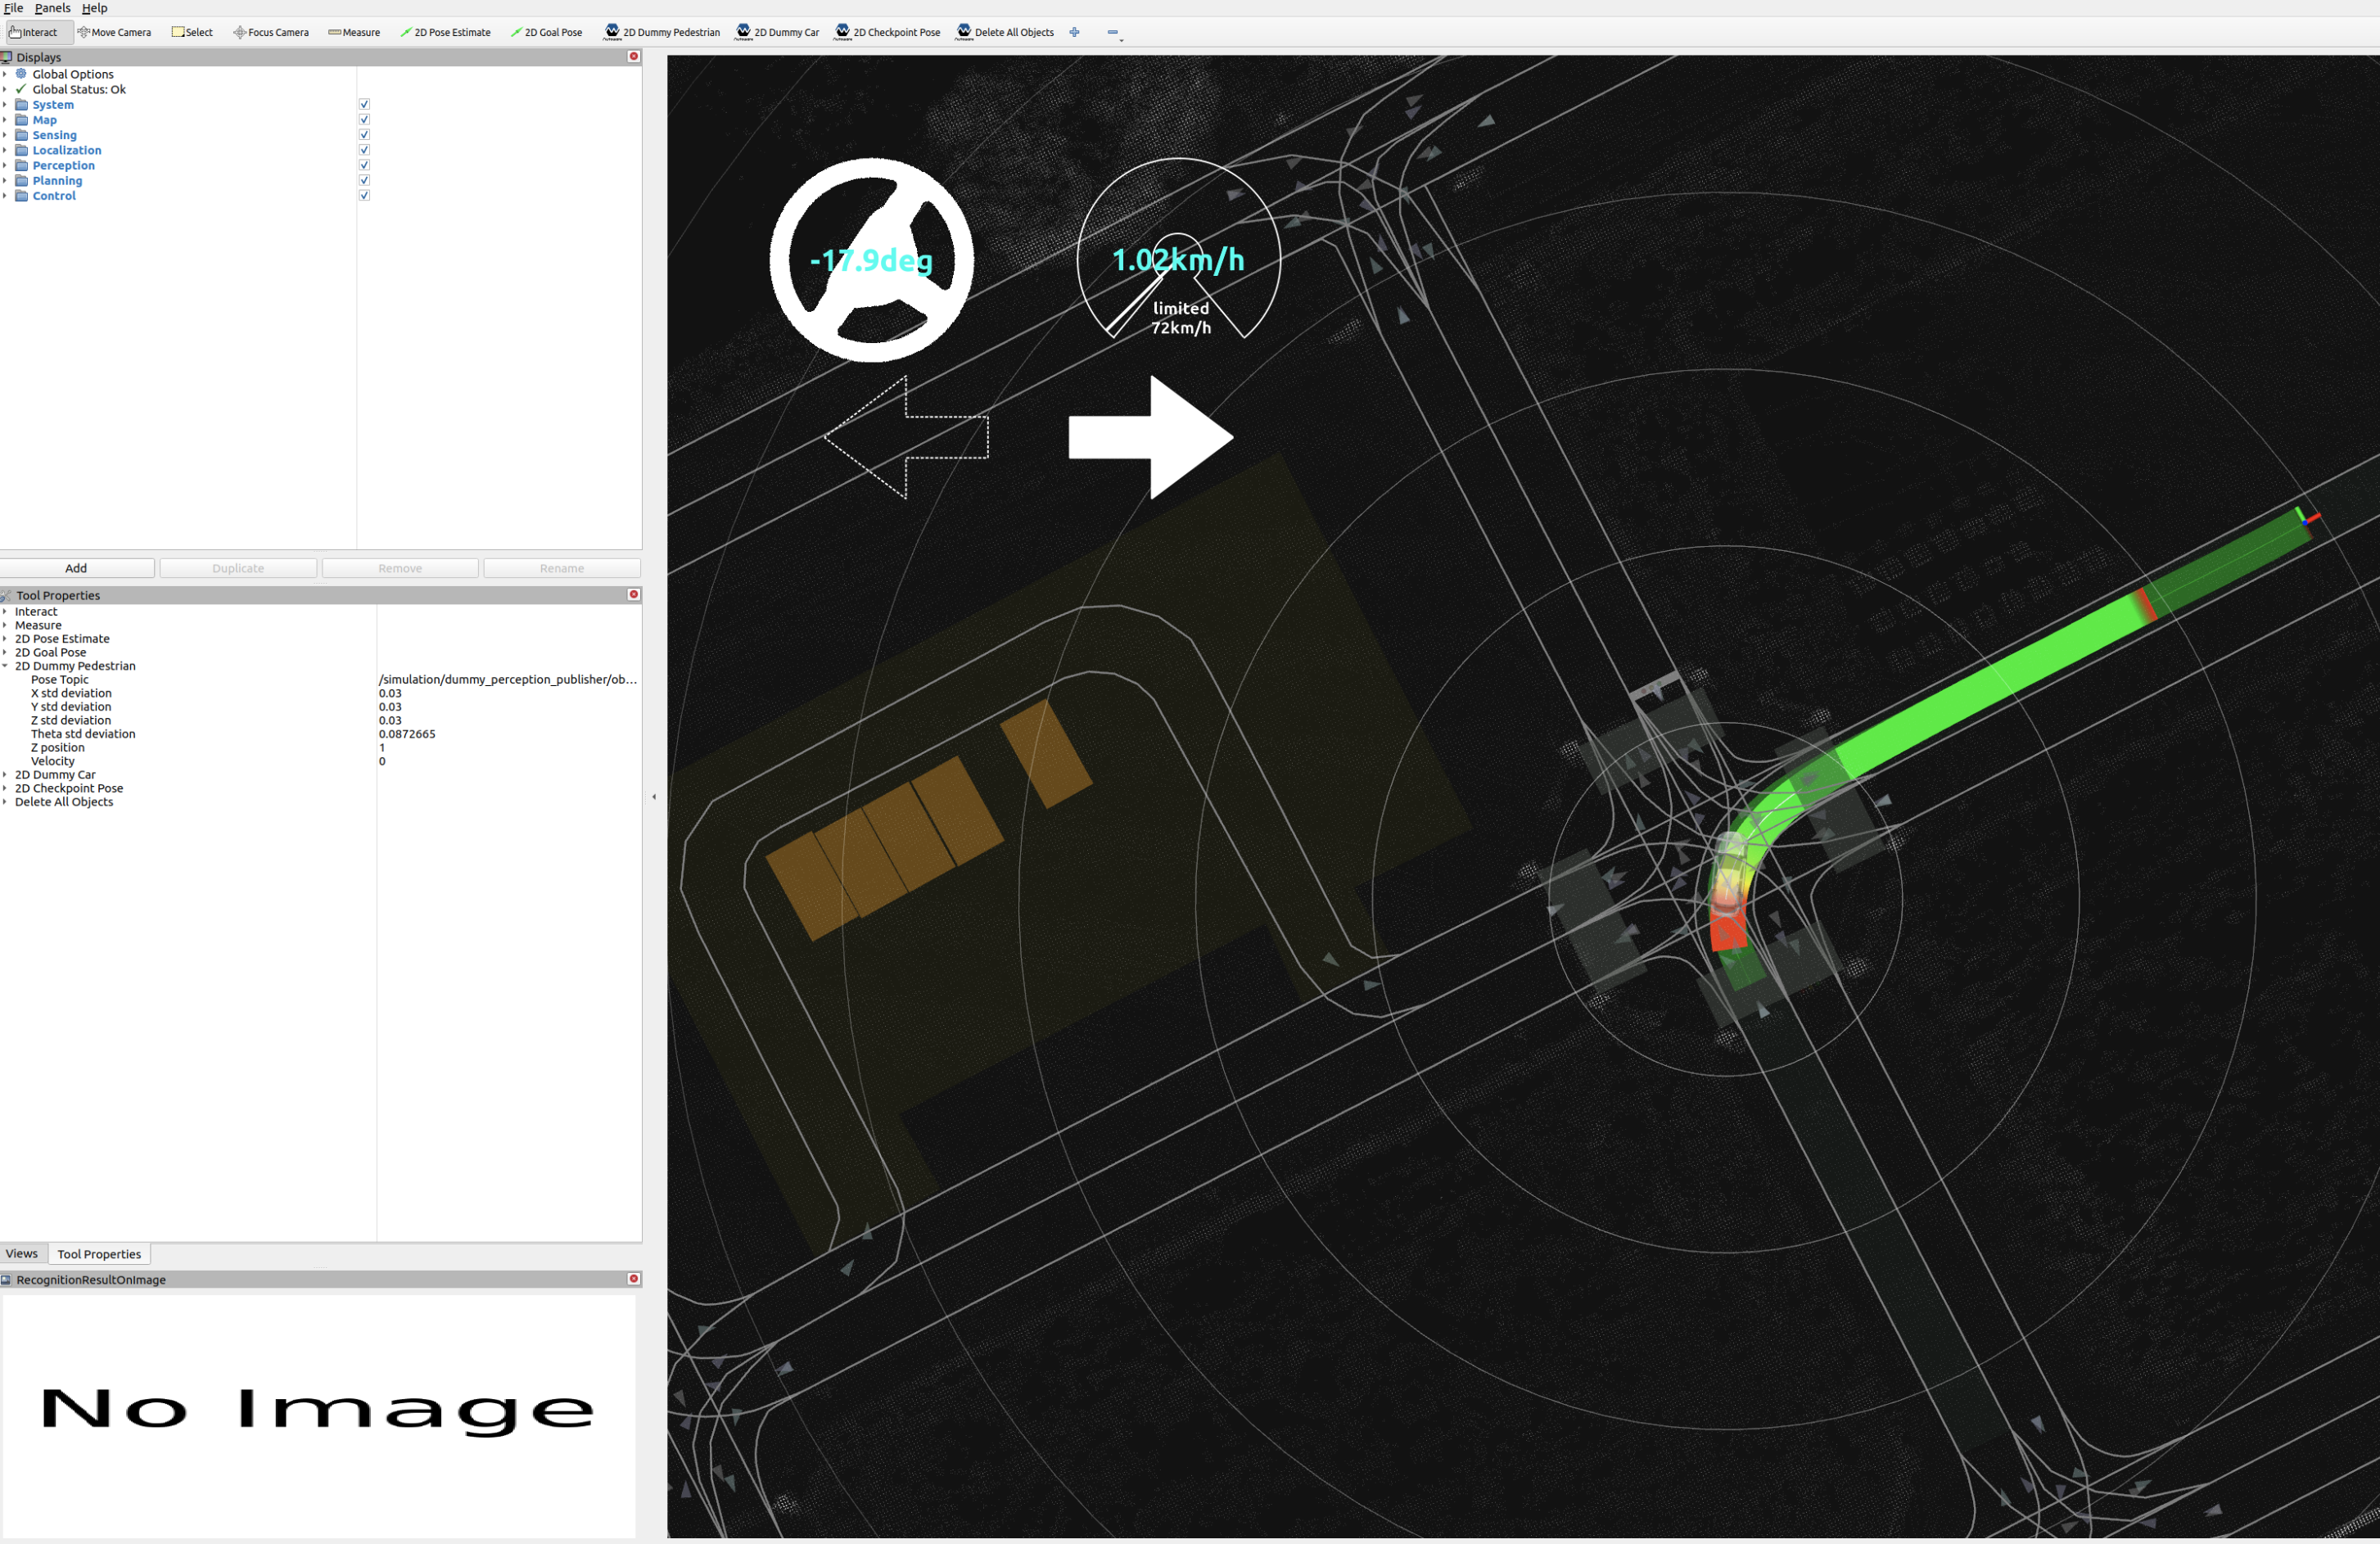 File Panels Help
Interact Move Camera Select Focus Camera Measure 2D Pose Estimate 2D Goal Pose 2D Dummy Pedestrian 2D Dummy Car 2D Checkpoint Pose Delete All Objects
Displays
Global Options
Global Status: Ok
System
Map
Sensing
Localization
Perception
Planning
Control
Add Duplicate Remove Rename
Tool Properties
Interact
Measure
2D Pose Estimate
2D Goal Pose
2D Dummy Pedestrian
Pose Topic /simulation/dummy_perception_publisher/ob...
X std deviation 0.03
Y std deviation 0.03
Z std deviation 0.03
Theta std deviation 0.0872665
Z position 1
Velocity 0
2D Dummy Car
2D Checkpoint Pose
Delete All Objects
Views Tool Properties
RecognitionResultOnImage
No Image
-17.9deg
1.02km/h
limited
72km/h